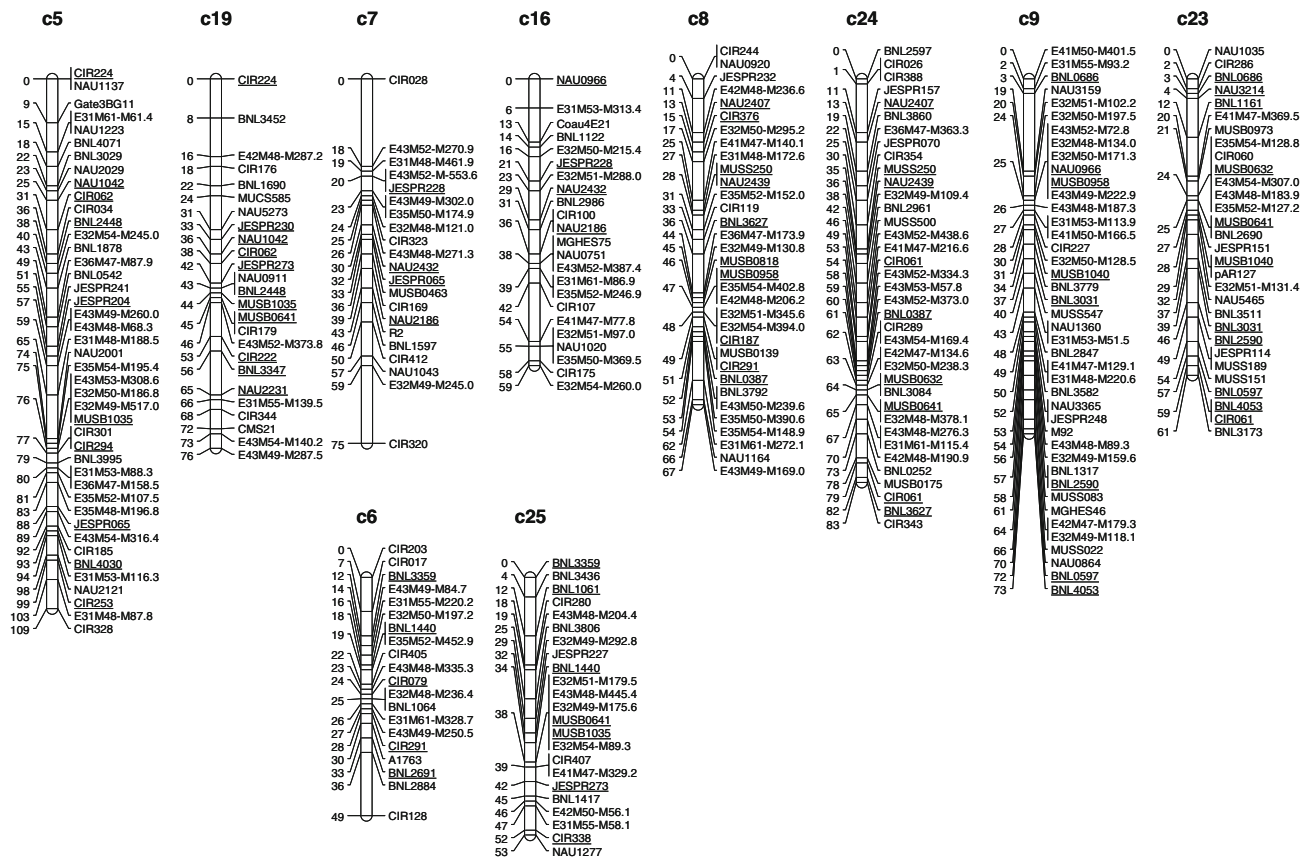 c5
0 CIR224
NAU1137
9 Gate3BG11
15 E31M61-M61.4
NAU1223
18 BNL4071
22 BNL3029
23 NAU2029
25 NAU1042
31 CIR062
36 CIR034
38 BNL2448
40 E32M54-M245.0
43 BNL1878
49 E36M47-M87.9
51 BNL0542
55 JESPR241
57 JESPR204
59 E43M49-M260.0
E43M48-M68.3
65 E31M48-M188.5
74 NAU2001
75 E35M54-M195.4
E43M53-M308.6
E32M50-M186.8
76 E32M49-M517.0
MUSB1035
CIR301
77 CIR294
79 BNL3995
80 E31M53-M88.3
E36M47-M158.5
81 E35M52-M107.5
83 E35M48-M196.8
88 JESPR065
89 E43M54-M316.4
92 CIR185
93 BNL4030
94 E31M53-M116.3
98 NAU2121
99 CIR253
103 E31M48-M87.8
109 CIR328
c19
0 CIR224
8 BNL3452
16 E42M48-M287.2
18 CIR176
22 BNL1690
24 MUCS585
31 NAU5273
33 JESPR230
36 NAU1042
38 CIR062
42 JESPR273
43 NAU0911
BNL2448
44 MUSB1035
45 MUSB0641
CIR179
46 E43M52-M373.8
53 CIR222
56 BNL3347
65 NAU2231
66 E31M55-M139.5
68 CIR344
72 CMS21
73 E43M54-M140.2
76 E43M49-M287.5
c7
0 CIR028
18 E43M52-M270.9
19 E31M48-M461.9
20 E43M52-M-553.6
JESPR228
23 E43M49-M302.0
E35M50-M174.9
24 E32M48-M121.0
25 CIR323
26 E43M48-M271.3
30 NAU2432
32 JESPR065
33 MUSB0463
36 CIR169
39 NAU2186
43 R2
46 BNL1597
50 CIR412
57 NAU1043
59 E32M49-M245.0
75 CIR320
c16
0 NAU0966
6 E31M53-M313.4
13 Coau4E21
14 BNL1122
16 E32M50-M215.4
21 JESPR228
23 E32M51-M288.0
29 NAU2432
31 BNL2986
36 CIR100
NAU2186
MGHES75
38 NAU0751
E43M52-M387.4
39 E31M61-M86.9
E35M52-M246.9
42 CIR107
54 E41M47-M77.8
E32M51-M97.0
55 NAU1020
E35M50-M369.5
58 CIR175
59 E32M54-M260.0
c8
0 CIR244
NAU0920
4 JESPR232
11 E42M48-M236.6
13 NAU2407
15 CIR376
17 E32M50-M295.2
25 E41M47-M140.1
27 E31M48-M172.6
28 MUSS250
NAU2439
31 E35M52-M152.0
33 CIR119
36 BNL3627
44 E36M47-M173.9
45 E32M49-M130.8
46 MUSB0818
MUSB0958
47 E35M54-M402.8
E42M48-M206.2
E32M51-M345.6
48 E32M54-M394.0
CIR187
MUSB0139
49 CIR291
51 BNL0387
BNL3792
52 E43M50-M239.6
53 E35M50-M390.6
54 E35M54-M148.9
62 E31M61-M272.1
66 NAU1164
67 E43M49-M169.0
c24
0 BNL2597
1 CIR026
CIR388
11 JESPR157
13 NAU2407
19 BNL3860
22 E36M47-M363.3
25 JESPR070
30 CIR354
35 MUSS250
36 NAU2439
38 E32M49-M109.4
42 BNL2961
46 MUSS500
49 E43M52-M438.6
53 E41M47-M216.6
54 CIR061
58 E43M52-M334.3
59 E43M53-M57.8
60 E43M52-M373.0
61 BNL0387
62 CIR289
E43M54-M169.4
63 E42M47-M134.6
E32M50-M238.3
64 MUSB0632
BNL3084
65 MUSB0641
E32M48-M378.1
67 E43M48-M276.3
E31M61-M115.4
70 E42M48-M190.9
73 BNL0252
78 MUSB0175
79 CIR061
82 BNL3627
83 CIR343
c9
0 E41M50-M401.5
2 E31M55-M93.2
3 BNL0686
19 NAU3159
20 E32M51-M102.2
24 E32M50-M197.5
E43M52-M72.8
E32M48-M134.0
25 E32M50-M171.3
NAU0966
MUSB0958
E43M49-M222.9
26 E43M48-M187.3
27 E31M53-M113.9
E41M50-M166.5
28 CIR227
30 E32M50-M128.5
31 MUSB1040
34 BNL3779
37 BNL3031
40 MUSS547
43 NAU1360
E31M53-M51.5
48 BNL2847
49 E41M47-M129.1
E31M48-M220.6
50 BNL3582
52 NAU3365
JESPR248
53 M92
54 E43M48-M89.3
56 E32M49-M159.6
57 BNL1317
BNL2590
58 MUSS083
61 MGHES46
64 E42M47-M179.3
E32M49-M118.1
66 MUSS022
70 NAU0864
72 BNL0597
73 BNL4053
c23
0 NAU1035
2 CIR286
3 BNL0686
4 NAU3214
12 BNL1161
20 E41M47-M369.5
21 MUSB0973
E35M54-M128.8
CIR060
24 MUSB0632
E43M54-M307.0
E43M48-M183.9
E35M52-M127.2
25 MUSB0641
BNL2690
27 JESPR151
28 MUSB1040
pAR127
29 E32M51-M131.4
32 NAU5465
37 BNL3511
39 BNL3031
46 BNL2590
49 JESPR114
MUSS189
54 MUSS151
57 BNL0597
59 BNL4053
CIR061
61 BNL3173
c6
0 CIR203
7 CIR017
12 BNL3359
14 E43M49-M84.7
16 E31M55-M220.2
18 E32M50-M197.2
19 BNL1440
E35M52-M452.9
22 CIR405
23 E43M48-M335.3
24 CIR079
25 E32M48-M236.4
BNL1064
26 E31M61-M328.7
27 E43M49-M250.5
28 CIR291
30 A1763
33 BNL2691
36 BNL2884
49 CIR128
c25
0 BNL3359
4 BNL3436
12 BNL1061
18 CIR280
19 E43M48-M204.4
25 BNL3806
29 E32M49-M292.8
32 JESPR227
34 BNL1440
E32M51-M179.5
E43M48-M445.4
E32M49-M175.6
38 MUSB0641
MUSB1035
E32M54-M89.3
39 CIR407
E41M47-M329.2
42 JESPR273
45 BNL1417
46 E42M50-M56.1
47 E31M55-M58.1
52 CIR338
53 NAU1277